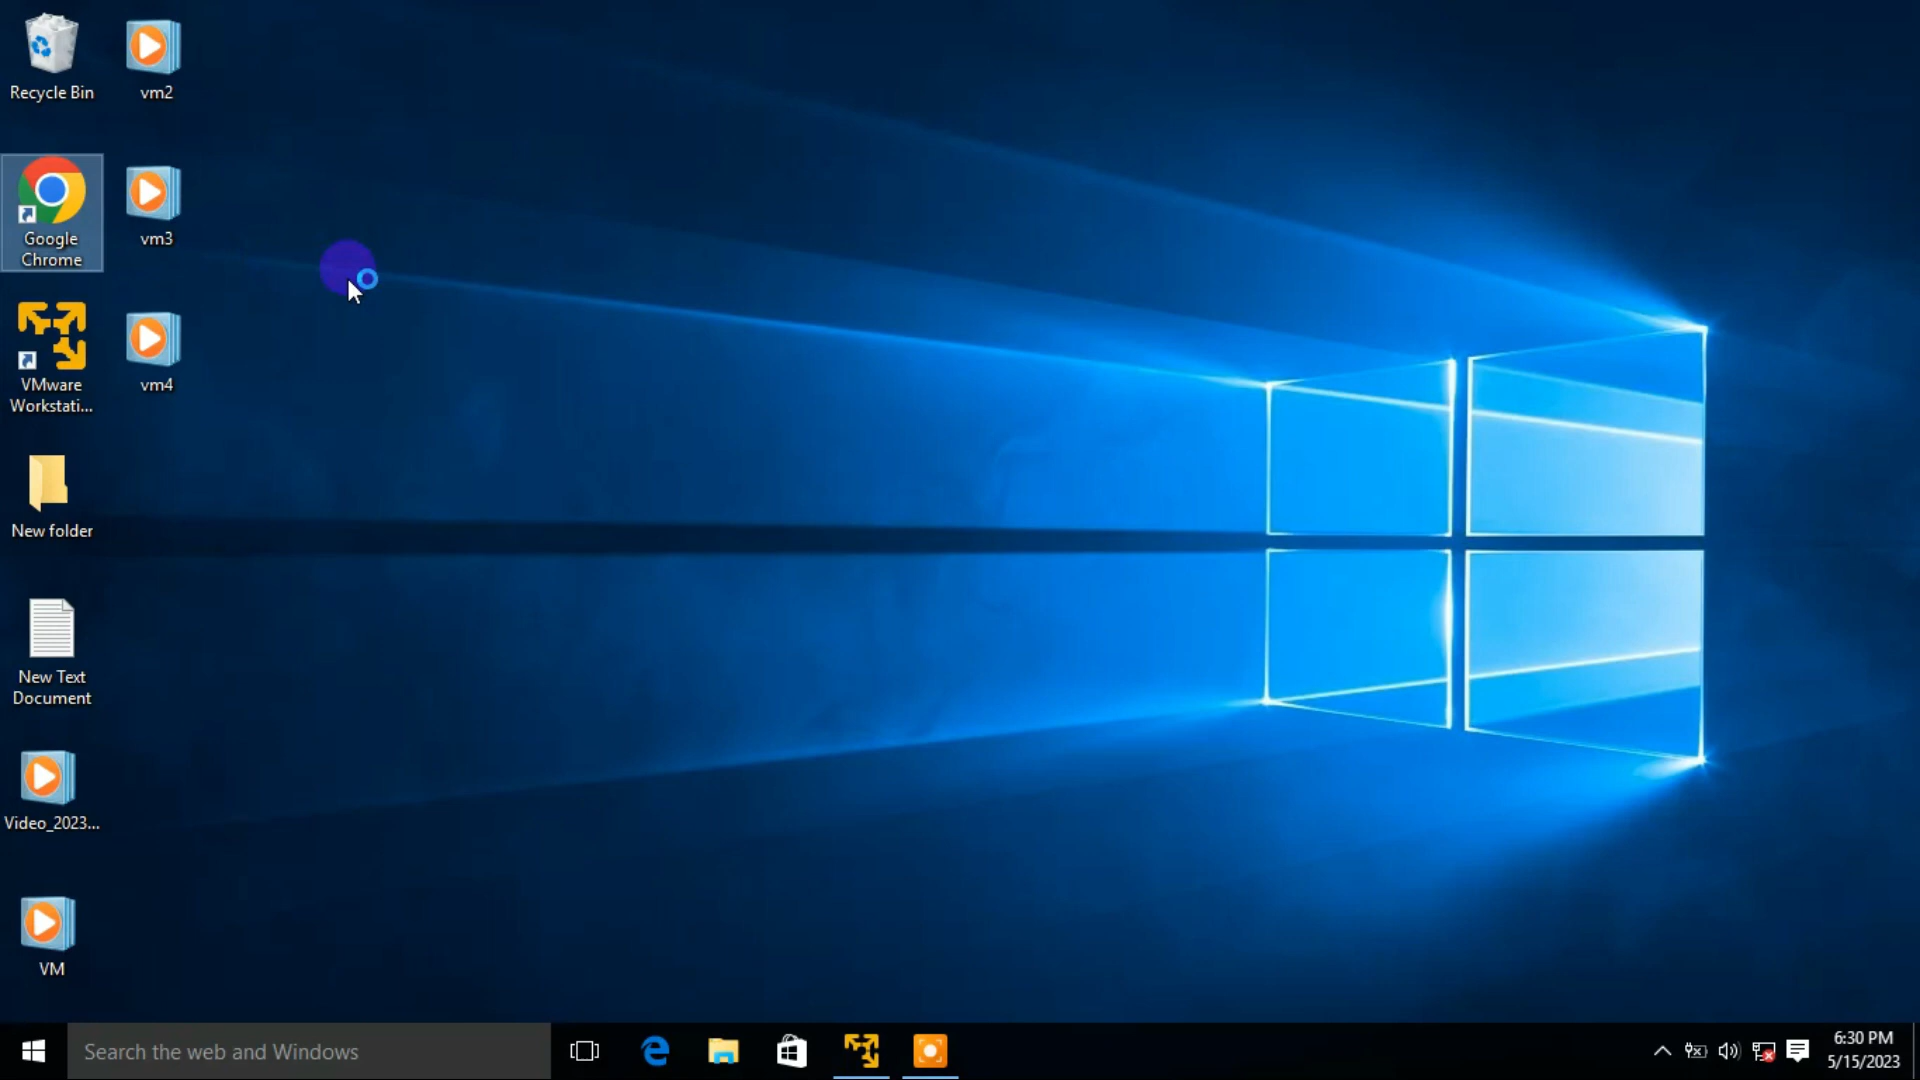 Recycle Bin
vm2
Google
Chrome
vm3
VMware
Workstati...
vm4
New folder
New Text
Document
Video_2023...
VM
Search the web and Windows
6:30 PM
5/15/2023